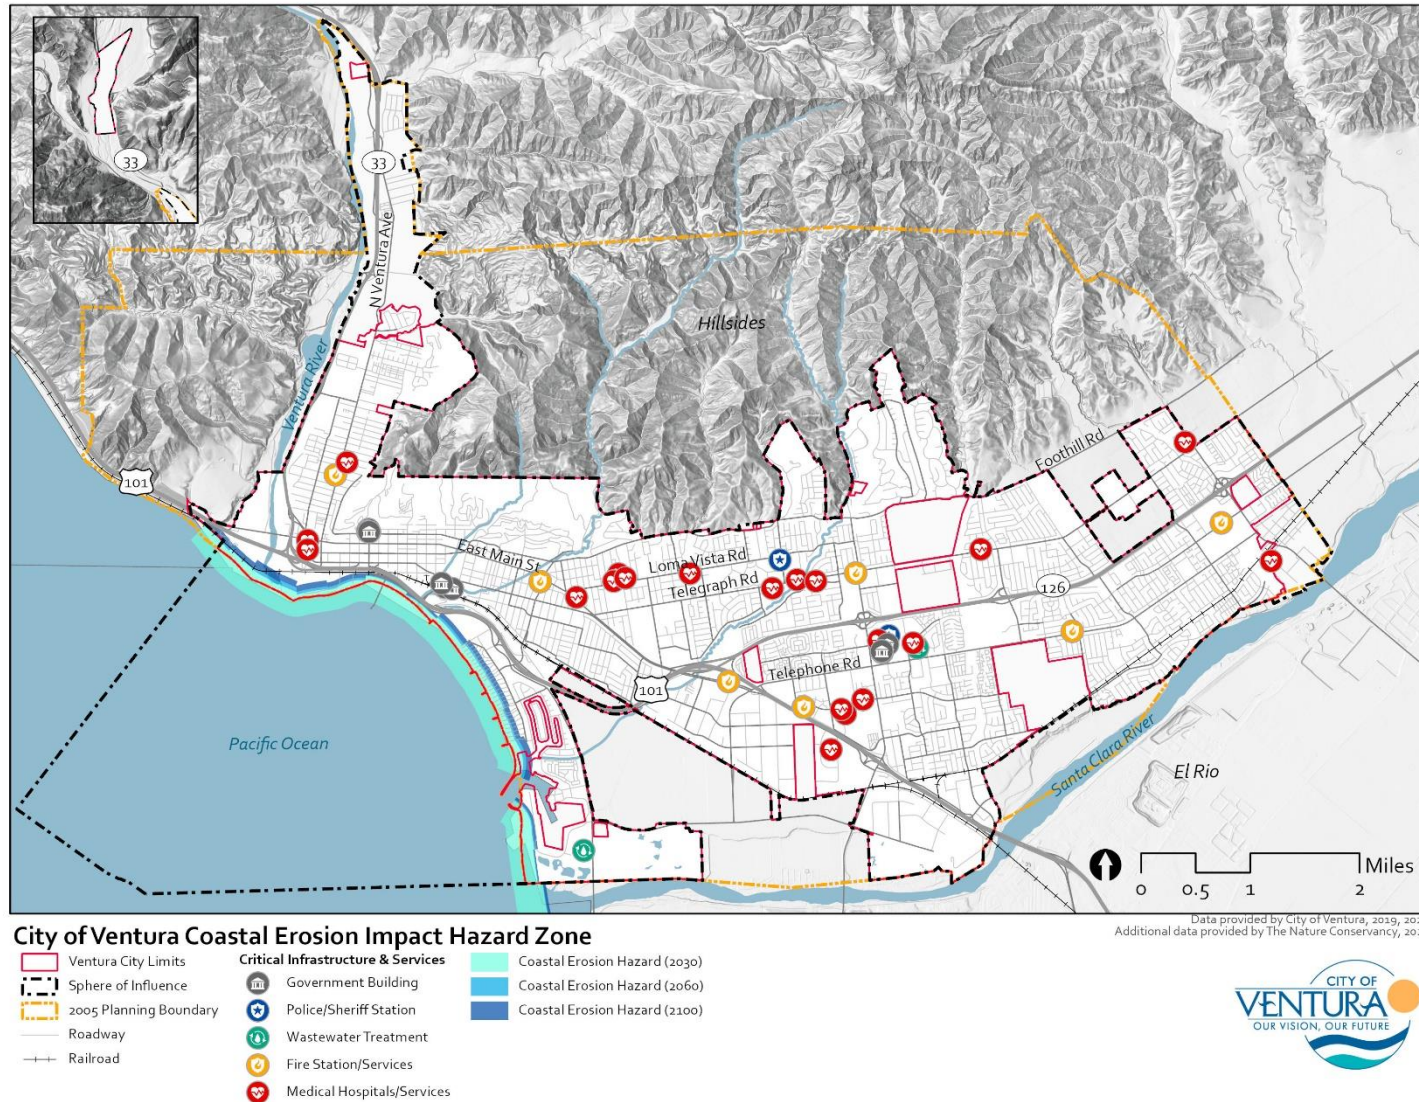 33
33
N Ventura Ave
Ventura River
Hillsides
101
Foothill Rd
East Main St
Loma Vista Rd
Telegraph Rd
126
Telephone Rd
101
Pacific Ocean
Santa Clara River
El Rio
0 0.5 1 2 Miles
Data provided by City of Ventura, 2019,
Additional data provided by The Nature Conservancy,
City of Ventura Coastal Erosion Impact Hazard Zone
Ventura City Limits
Sphere of Influence
2005 Planning Boundary
Roadway
Railroad
Critical Infrastructure & Services
Government Building
Police/Sheriff Station
Wastewater Treatment
Fire Station/Services
Medical Hospitals/Services
Coastal Erosion Hazard (2030)
Coastal Erosion Hazard (2060)
Coastal Erosion Hazard (2100)
CITY OF
VENTURA
OUR VISION, OUR FUTURE